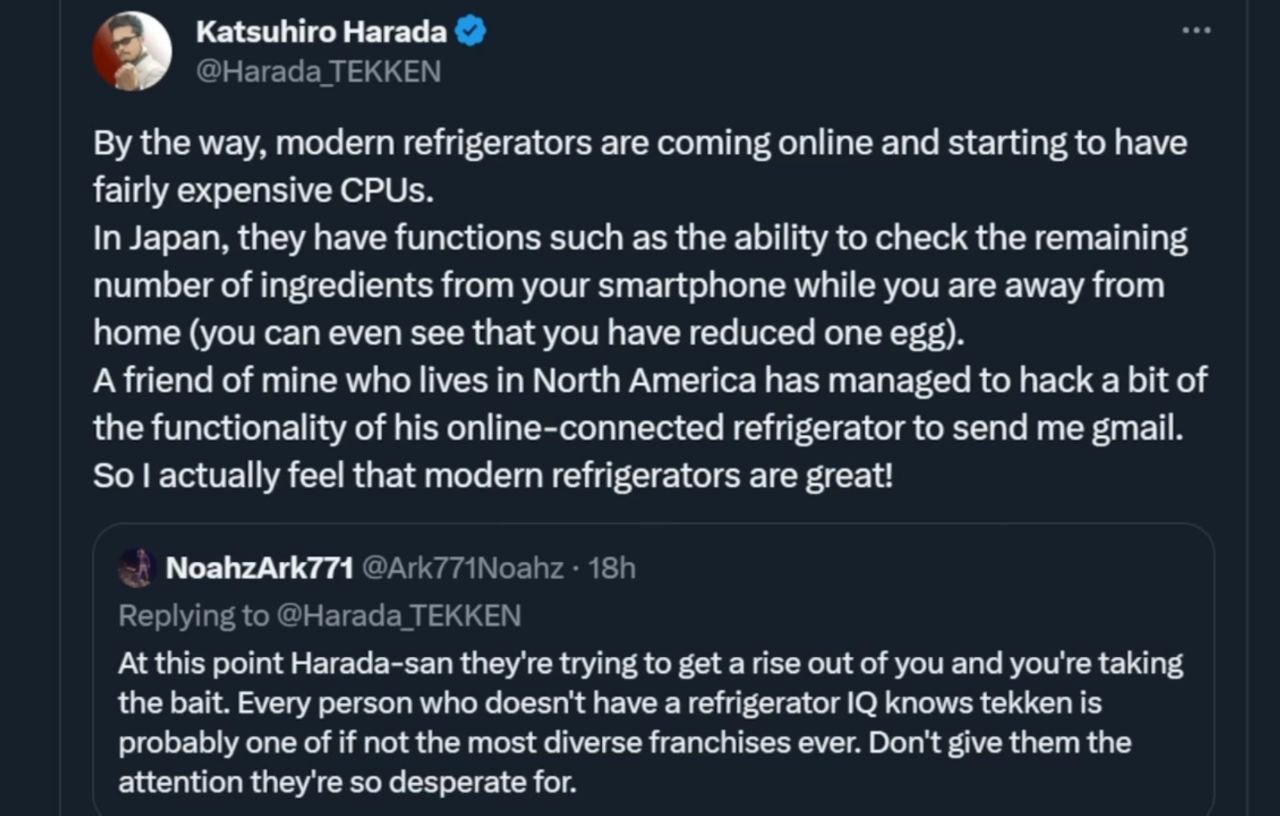 Katsuhiro Harada
@Harada_TEKKEN
By the way, modern refrigerators are coming online and starting to have
fairly expensive CPUs.
In Japan, they have functions such as the ability to check the remaining
number of ingredients from your smartphone while you are away from
home (you can even see that you have reduced one egg).
A friend of mine who lives in North America has managed to hack a bit of
the functionality of his online-connected refrigerator to send me gmail.
So I actually feel that modern refrigerators are great!
NoahzArk771 @Ark771Noahz · 18h
Replying to @Harada_TEKKEN
At this point Harada-san they're trying to get a rise out of you and you're taking
the bait. Every person who doesn't have a refrigerator IQ knows tekken is
probably one of if not the most diverse franchises ever. Don't give them the
attention they're so desperate for.